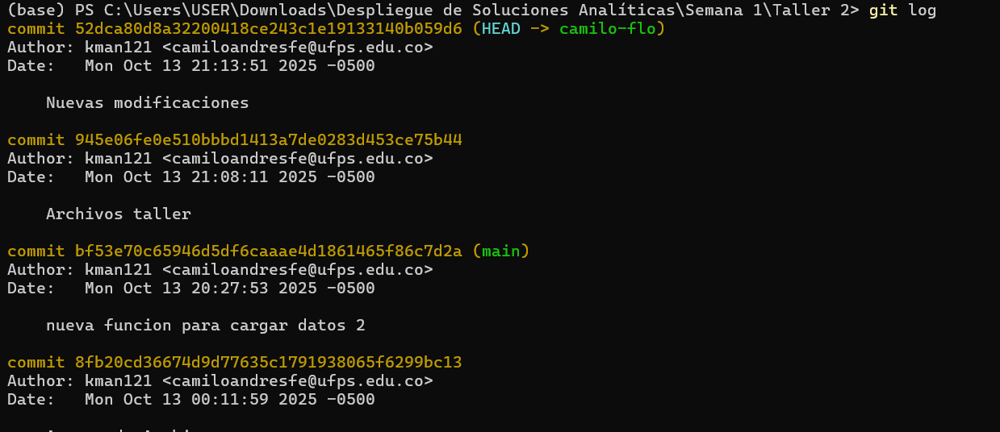 (base) PS C:\Users\USER\Downloads\Despliegue de Soluciones Analíticas\Semana 1\Taller 2> git log
commit 52dca80d8a32200418ce243c1e19133140b059d6 (HEAD -> camilo-flo)
Author: kman121 <camiloandresfe@ufps.edu.co>
Date:   Mon Oct 13 21:13:51 2025 -0500
Nuevas modificaciones
commit 945e06fe0e510bbbd1413a7de0283d453ce75b44
Author: kman121 <camiloandresfe@ufps.edu.co>
Date:   Mon Oct 13 21:08:11 2025 -0500
Archivos taller
commit bf53e70c65946d5df6caaae4d1861465f86c7d2a (main)
Author: kman121 <camiloandresfe@ufps.edu.co>
Date:   Mon Oct 13 20:27:53 2025 -0500
nueva funcion para cargar datos 2
commit 8fb20cd36674d9d77635c1791938065f6299bc13
Author: kman121 <camiloandresfe@ufps.edu.co>
Date:   Mon Oct 13 00:11:59 2025 -0500